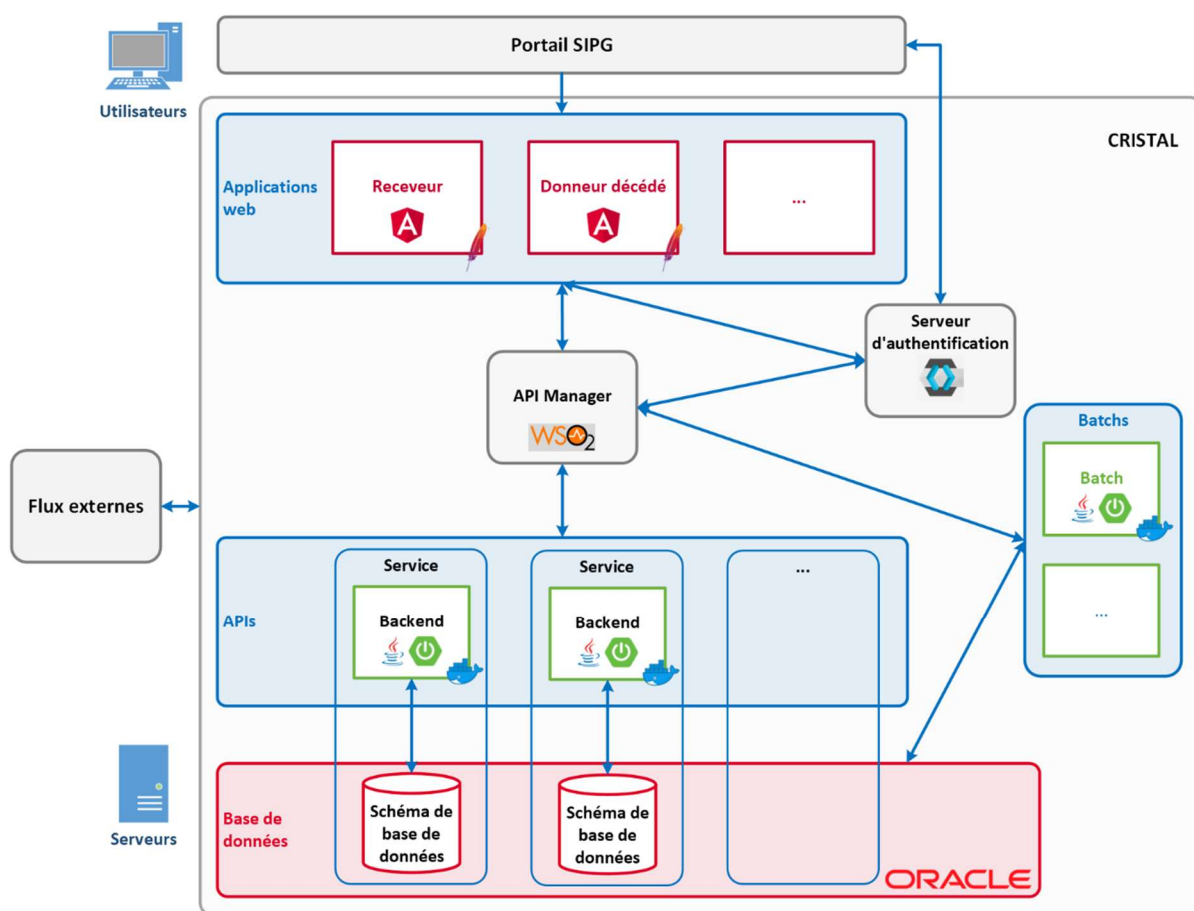 Portail SIPG
Utilisateurs
CRISTAL
Applications
web
Receveur
Donneur décédé
...
Serveur
d'authentification
API Manager
WSO2
Batchs
Batch
...
Flux externes
APIs
Service
Backend
Service
Backend
...
Serveurs
Base de
données
Schéma de
base de
données
Schéma de
base de
données
ORACLE